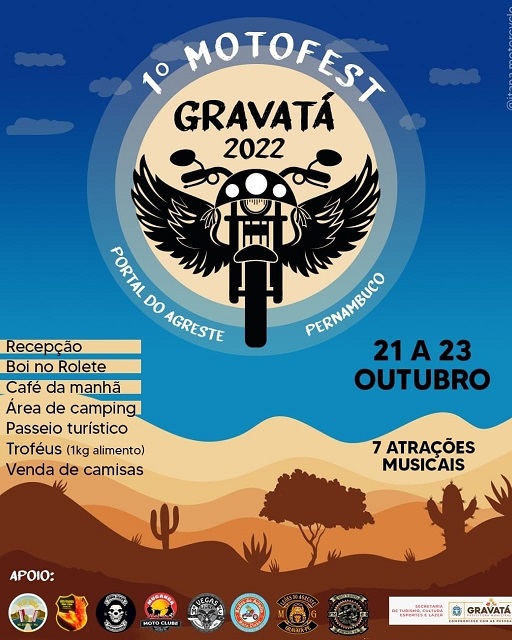 1º MOTOFEST
GRAVATÁ
2022
PORTAL DO AGRESTE
PERNAMBUCO
Recepção
Boi no Rolete
Café da manhã
Área de camping
Passeio turístico
Troféus (1kg alimento)
Venda de camisas
21 A 23
OUTUBRO
7 ATRAÇÕES
MUSICAIS
APOIO:
MOTO CLUBE
SECRETARIA
DE TURISMO, CULTURA
ESPORTES E LAZER
GRAVATÁ